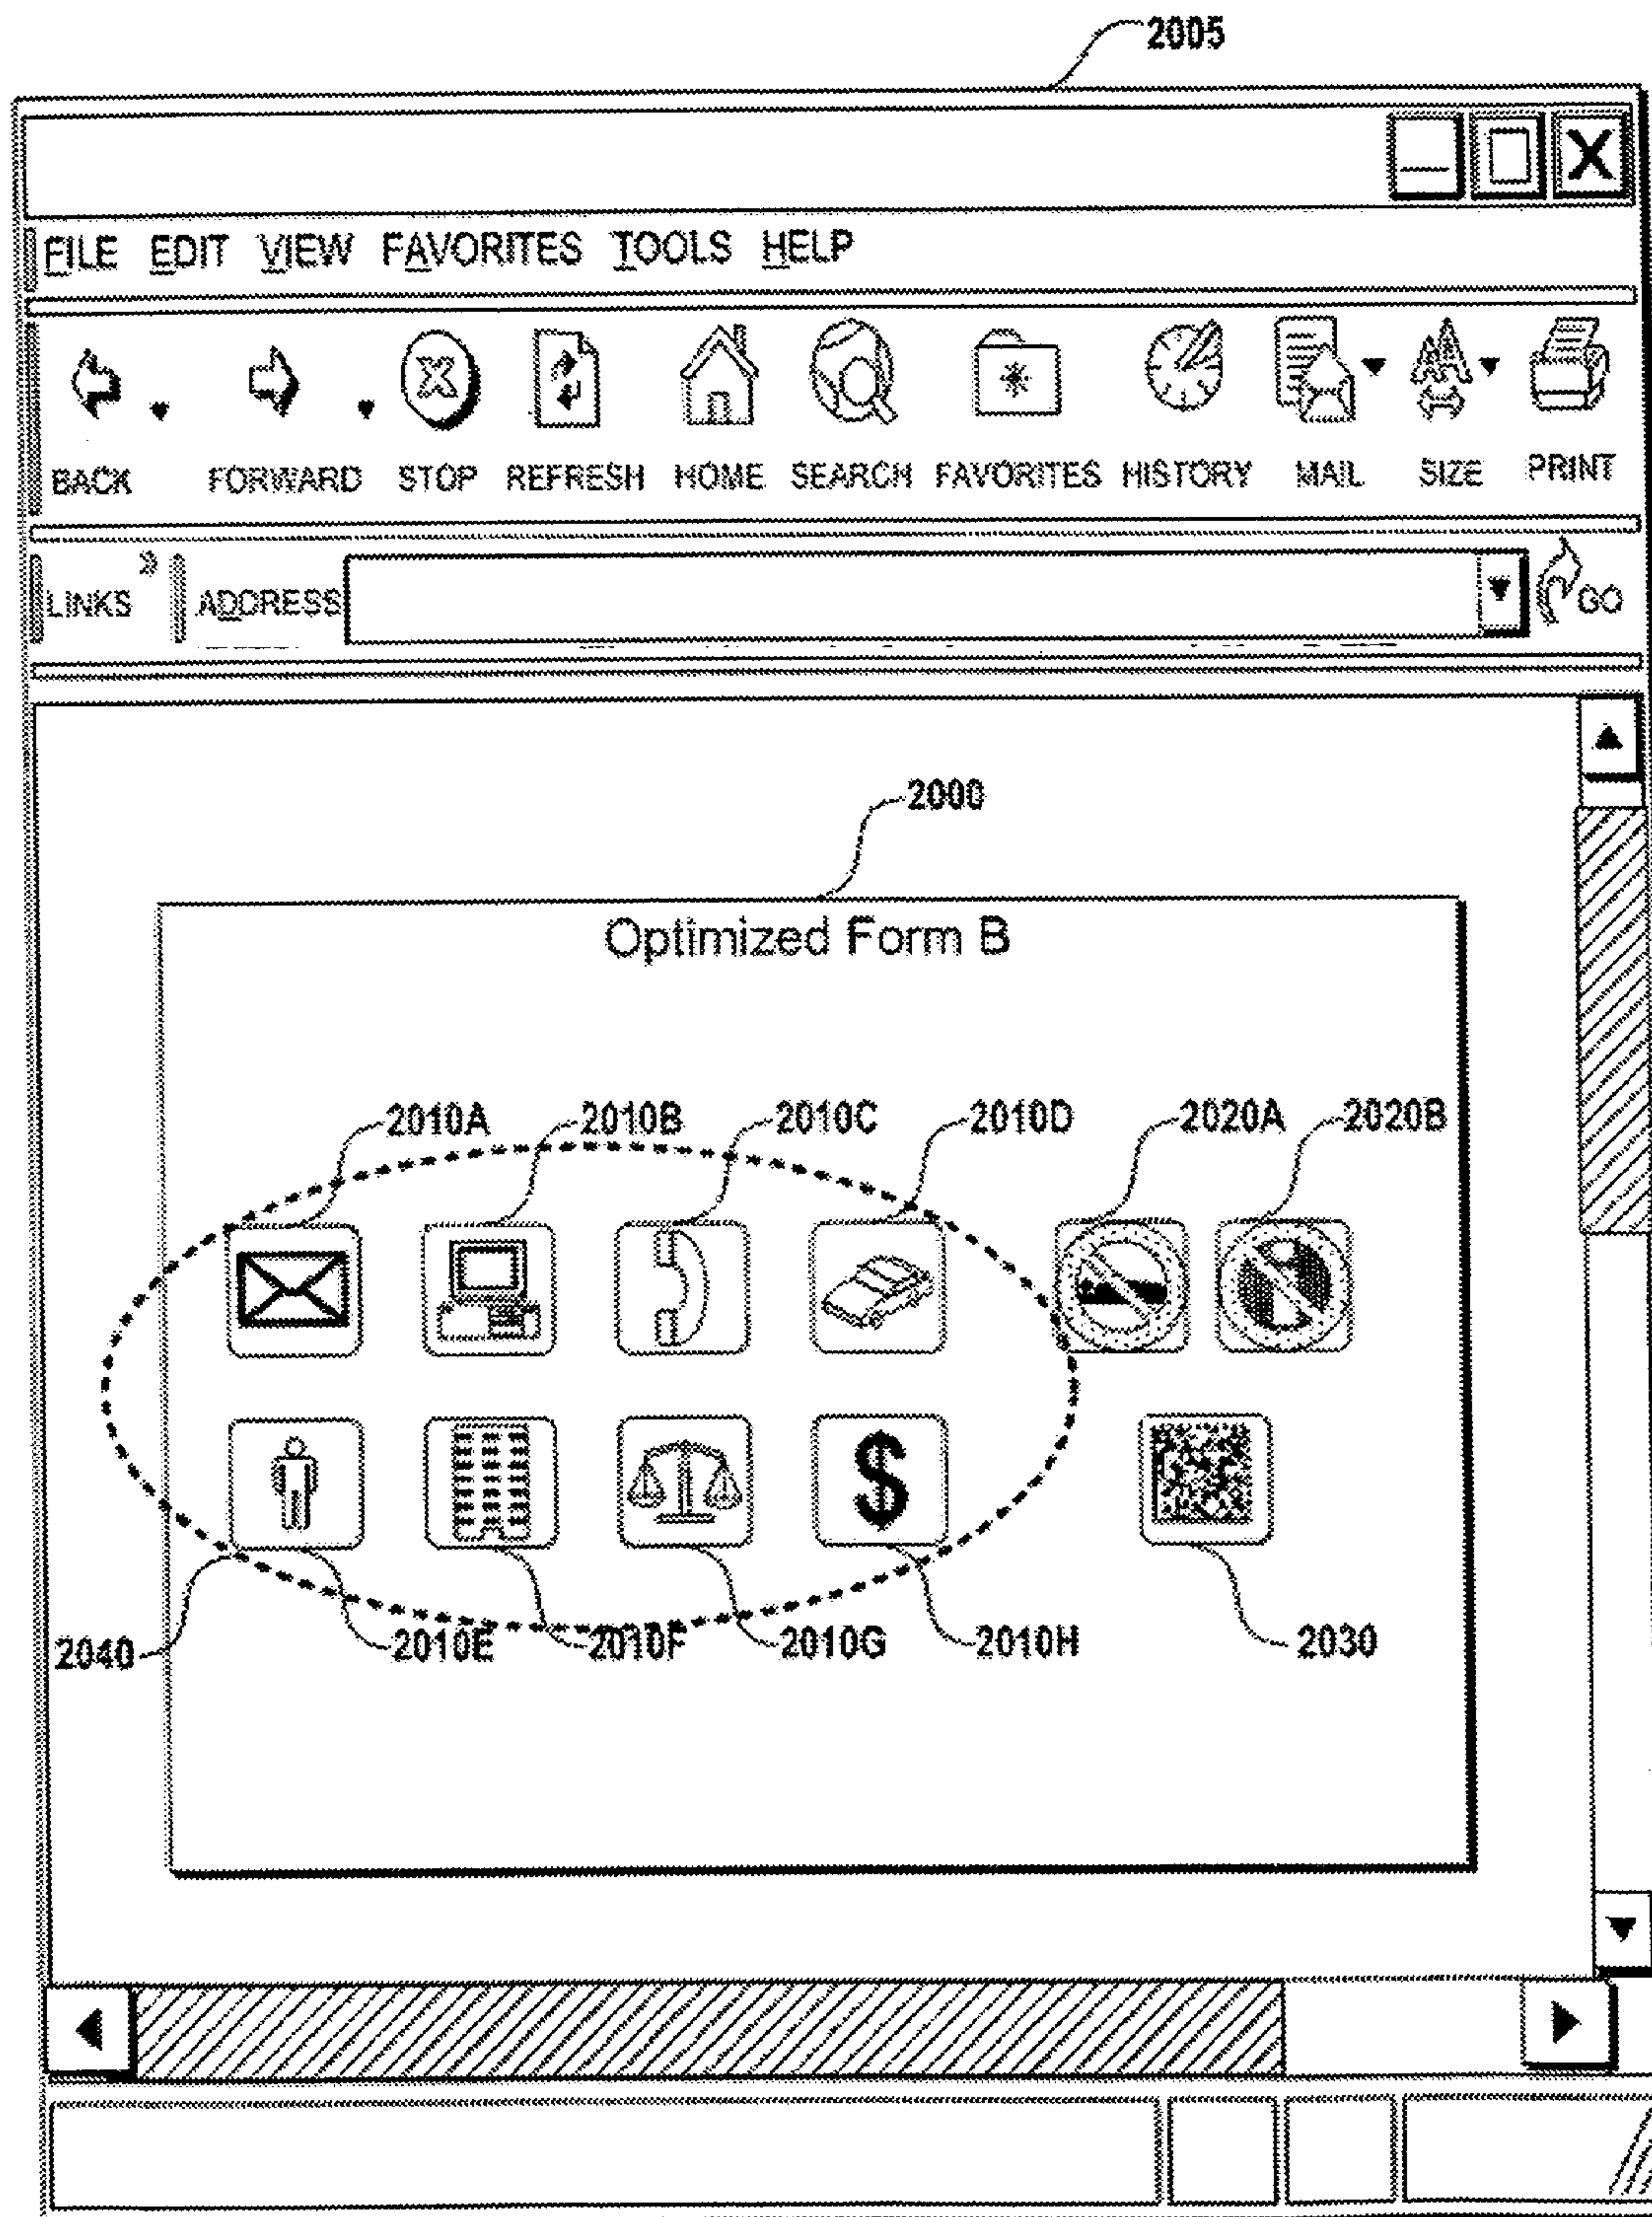 2005
FILE EDIT VIEW FAVORITES TOOLS HELP
BACK FORWARD STOP REFRESH HOME SEARCH FAVORITES HISTORY MAIL SIZE PRINT
LINKS » ADDRESS GO
2000
Optimized Form B
2010A 2010B 2010C 2010D 2020A 2020B
$
2040 2010E 2010F 2010G 2010H 2030